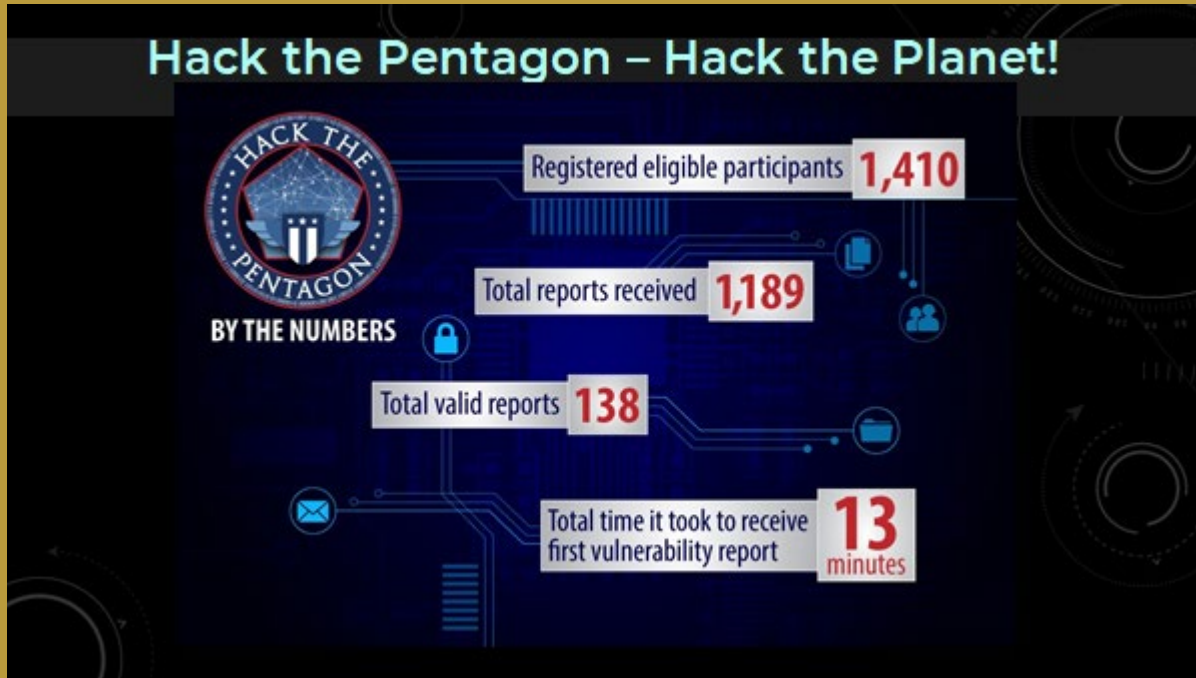 Hack the Pentagon – Hack the Planet!
HACK THE
PENTAGON
BY THE NUMBERS
Registered eligible participants 1,410
Total reports received 1,189
Total valid reports 138
Total time it took to receive
first vulnerability report
13
minutes